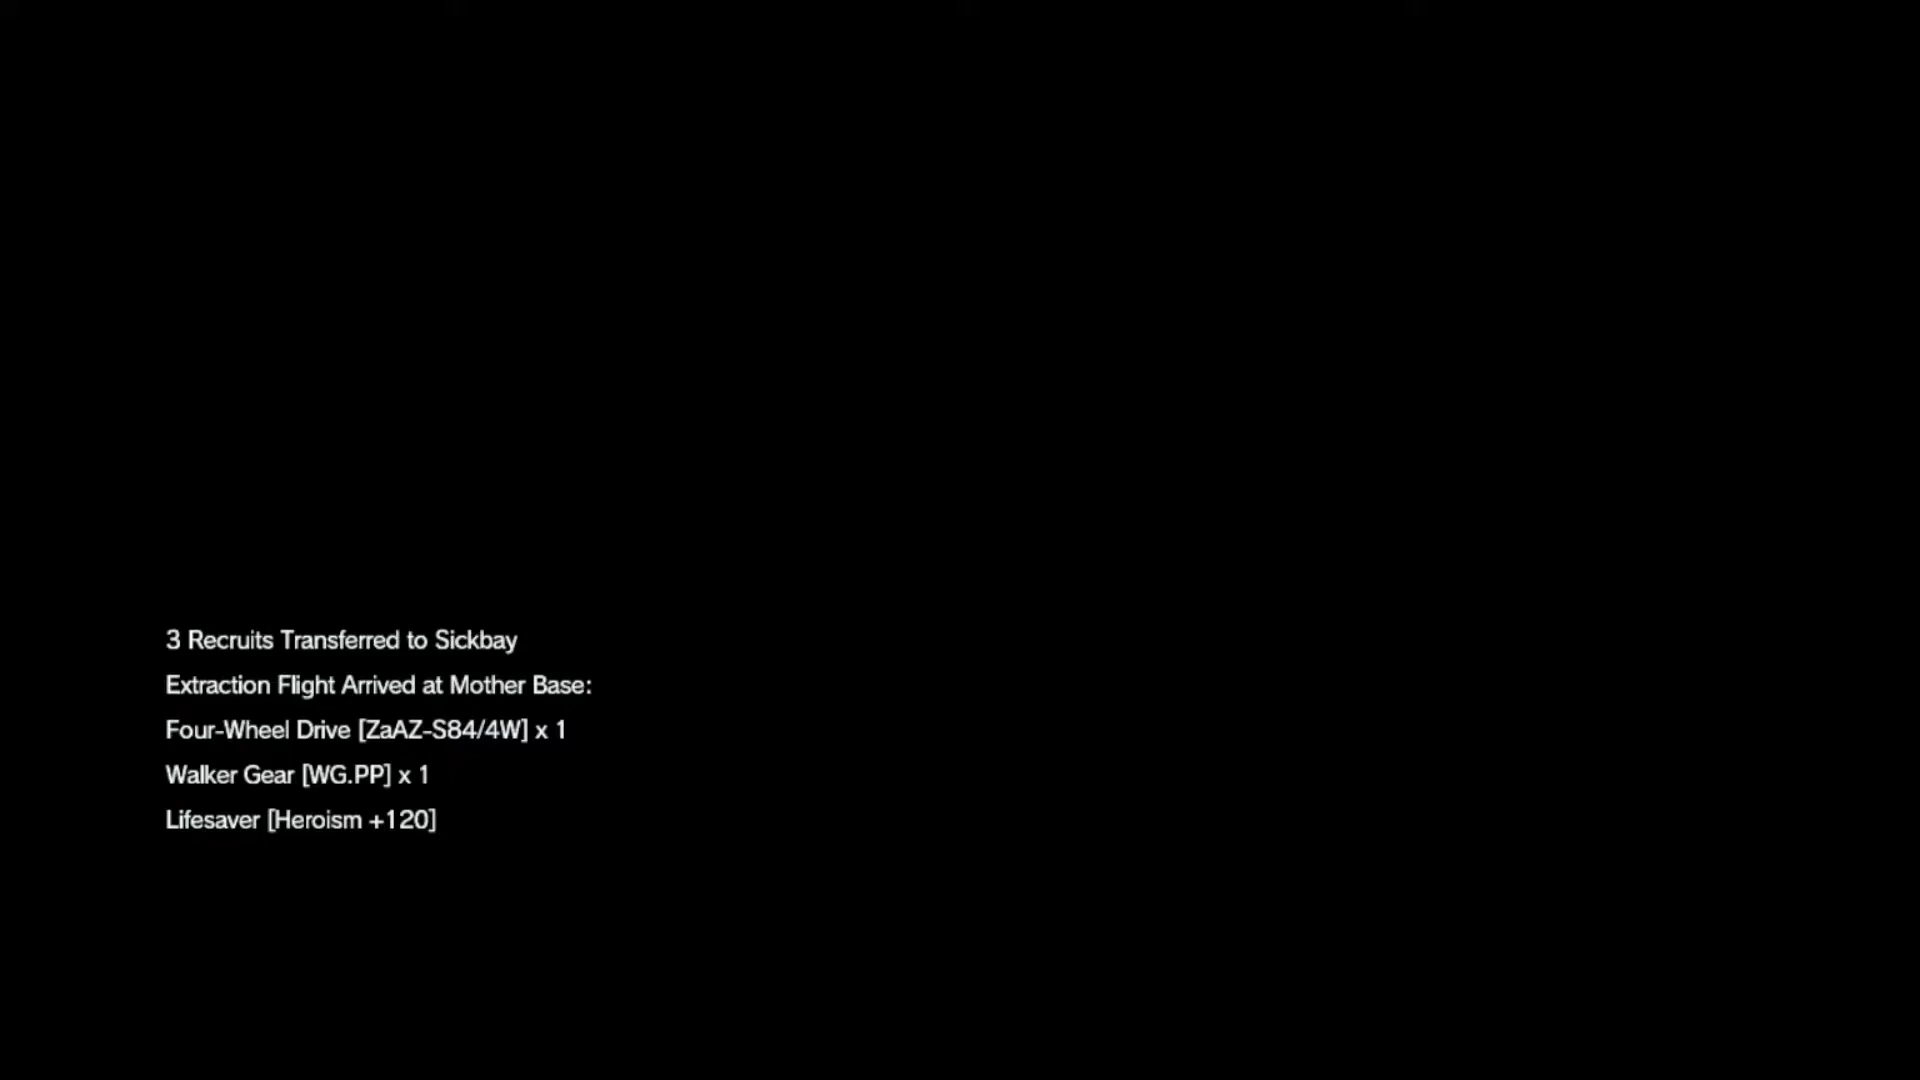 3 Recruits Transferred to Sickbay
Extraction Flight Arrived at Mother Base:
Four-Wheel Drive [ZaAZ-S84/4W] x 1
Walker Gear [WG.PP] x 1
Lifesaver [Heroism +120]